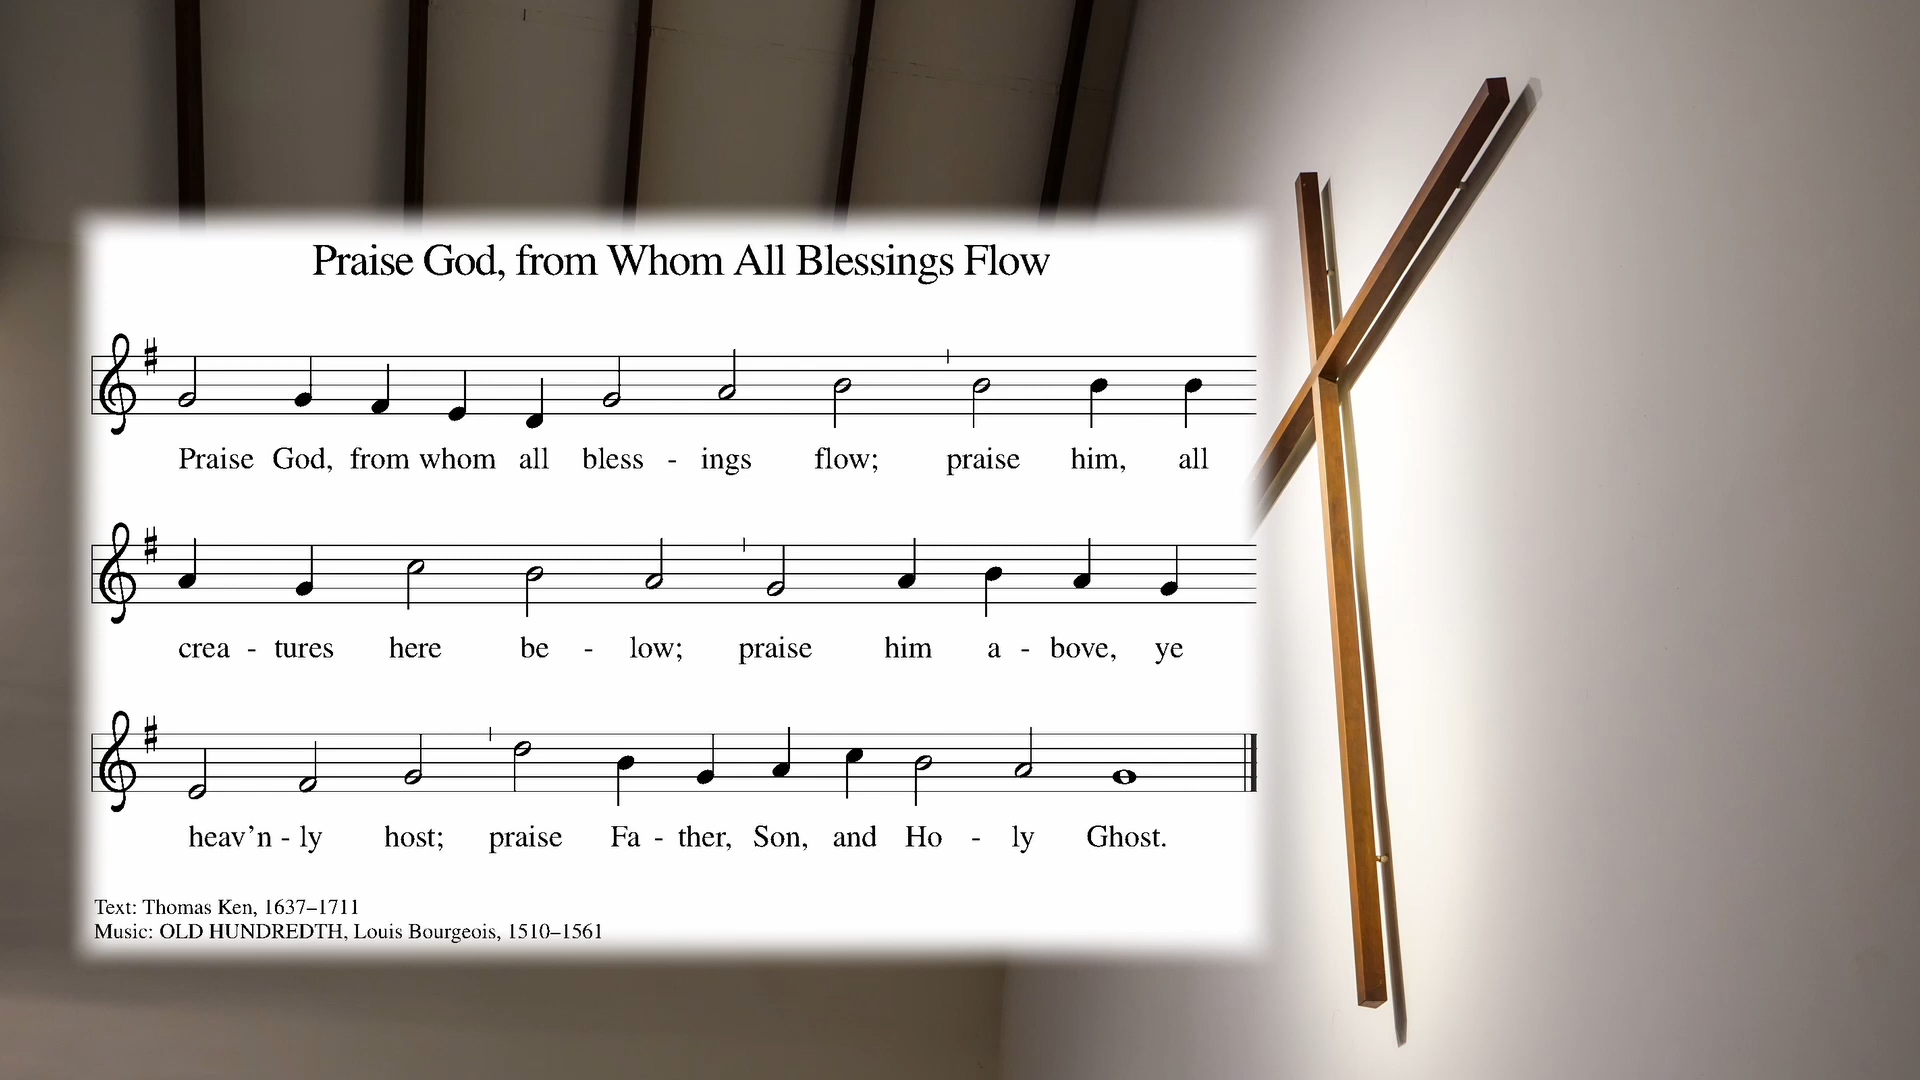 Praise God, from Whom All Blessings Flow
Praise God, from whom all bless - ings flow; praise him, all
crea - tures here be - low; praise him a - bove, ye
heav’n - ly host; praise Fa - ther, Son, and Ho - ly Ghost.
Text: Thomas Ken, 1637–1711
Music: OLD HUNDREDTH, Louis Bourgeois, 1510–1561